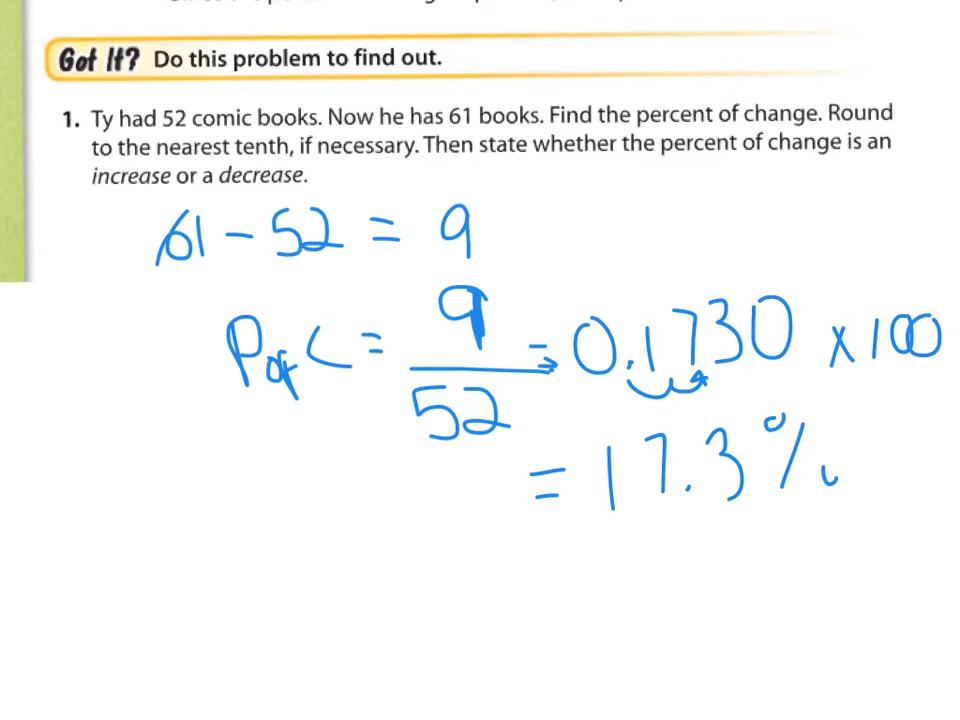 Got It? Do this problem to find out.
1. Ty had 52 comic books. Now he has 61 books. Find the percent of change. Round
to the nearest tenth, if necessary. Then state whether the percent of change is an
increase or a decrease.
61 - 52 = 9
P of C = 9/52 = 0.1730 x 100
= 17.3%